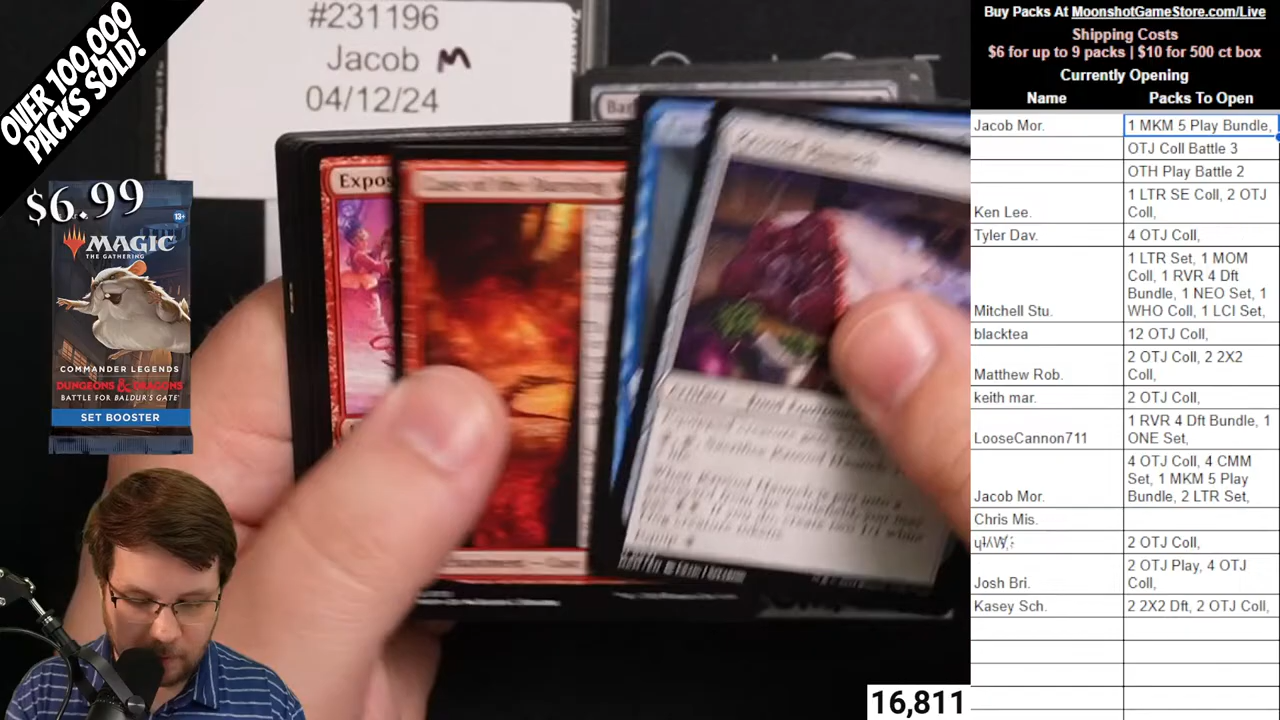 OVER 100,000
PACKS SOLD!
$6.99
13+
MAGIC
THE GATHERING
COMMANDER LEGENDS
DUNGEONS & DRAGONS
BATTLE FOR BALDUR'S GATE
SET BOOSTER
#231196
Jacob M
04/12/24
Expos
Case of the Burning
16,811
Buy Packs At MoonshotGameStore.com/Live
Shipping Costs
$6 for up to 9 packs | $10 for 500 ct box
Currently Opening
Name Packs To Open
Jacob Mor. 1 MKM 5 Play Bundle,
OTJ Coll Battle 3
OTH Play Battle 2
Ken Lee. 1 LTR SE Coll, 2 OTJ
Coll,
Tyler Dav. 4 OTJ Coll,
Mitchell Stu. 1 LTR Set, 1 MOM
Coll, 1 RVR 4 Dft
Bundle, 1 NEO Set, 1
WHO Coll, 1 LCI Set,
blacktea 12 OTJ Coll,
Matthew Rob. 2 OTJ Coll, 2 2X2
Coll,
keith mar. 2 OTJ Coll,
LooseCannon711 1 RVR 4 Dft Bundle, 1
ONE Set,
Jacob Mor. 4 OTJ Coll, 4 CMM
Set, 1 MKM 5 Play
Bundle, 2 LTR Set,
Chris Mis.
2 OTJ Coll,
Josh Bri. 2 OTJ Play, 4 OTJ
Coll,
Kasey Sch. 2 2X2 Dft, 2 OTJ Coll,